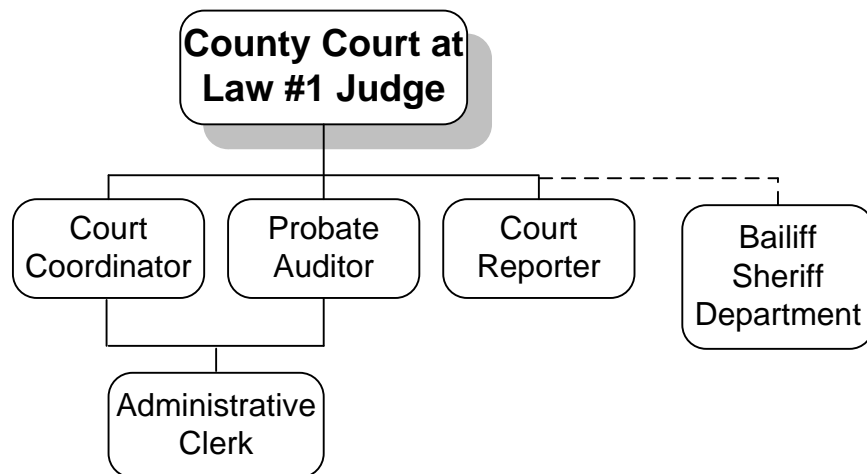 County Court at
Law #1 Judge
Court
Coordinator
Probate
Auditor
Court
Reporter
Bailiff
Sheriff
Department
Administrative
Clerk